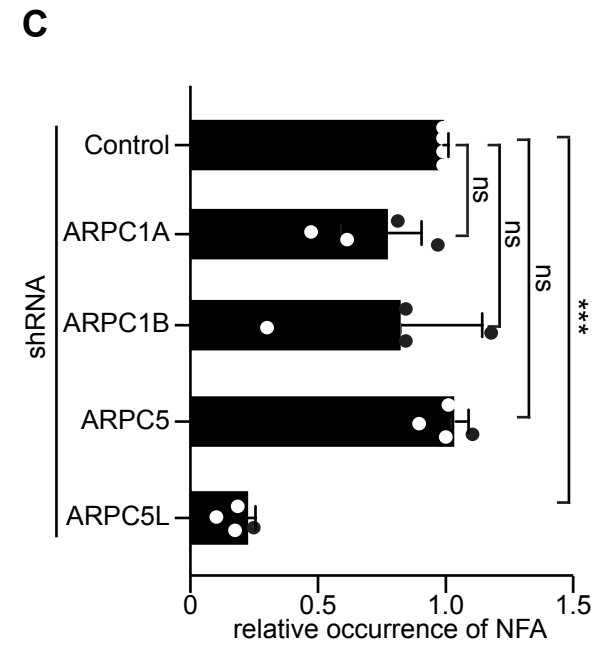 C
Control
ARPC1A
ARPC1B
ARPC5
ARPC5L
shRNA
ns
ns
ns
***
0 0.5 1.0 1.5
relative occurrence of NFA